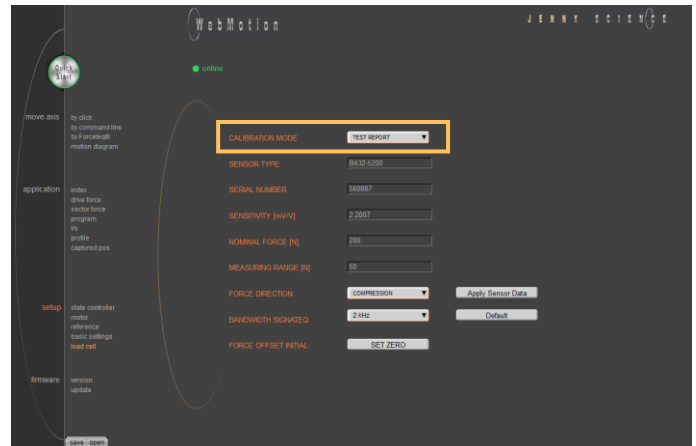 WebMotion
JENNY SCIENCE
Quick
Start
online
move axis
by click
by command line
by Forceteq®
motion diagram
application
index
drive force
sector force
program
i/o
profile
captured pos
setup
state controller
motor
reference
basic settings
load cell
firmware
version
update
save open
CALIBRATION MODE TEST REPORT
SENSOR TYPE B432-5200
SERIAL NUMBER 560887
SENSITIVITY [mV/V] 2.2007
NOMINAL FORCE [N] 200
MEASURING RANGE [N] 50
FORCE DIRECTION COMPRESSION Apply Sensor Data
BANDWIDTH SIGNATEQ 2 kHz Default
FORCE OFFSET INITIAL SET ZERO